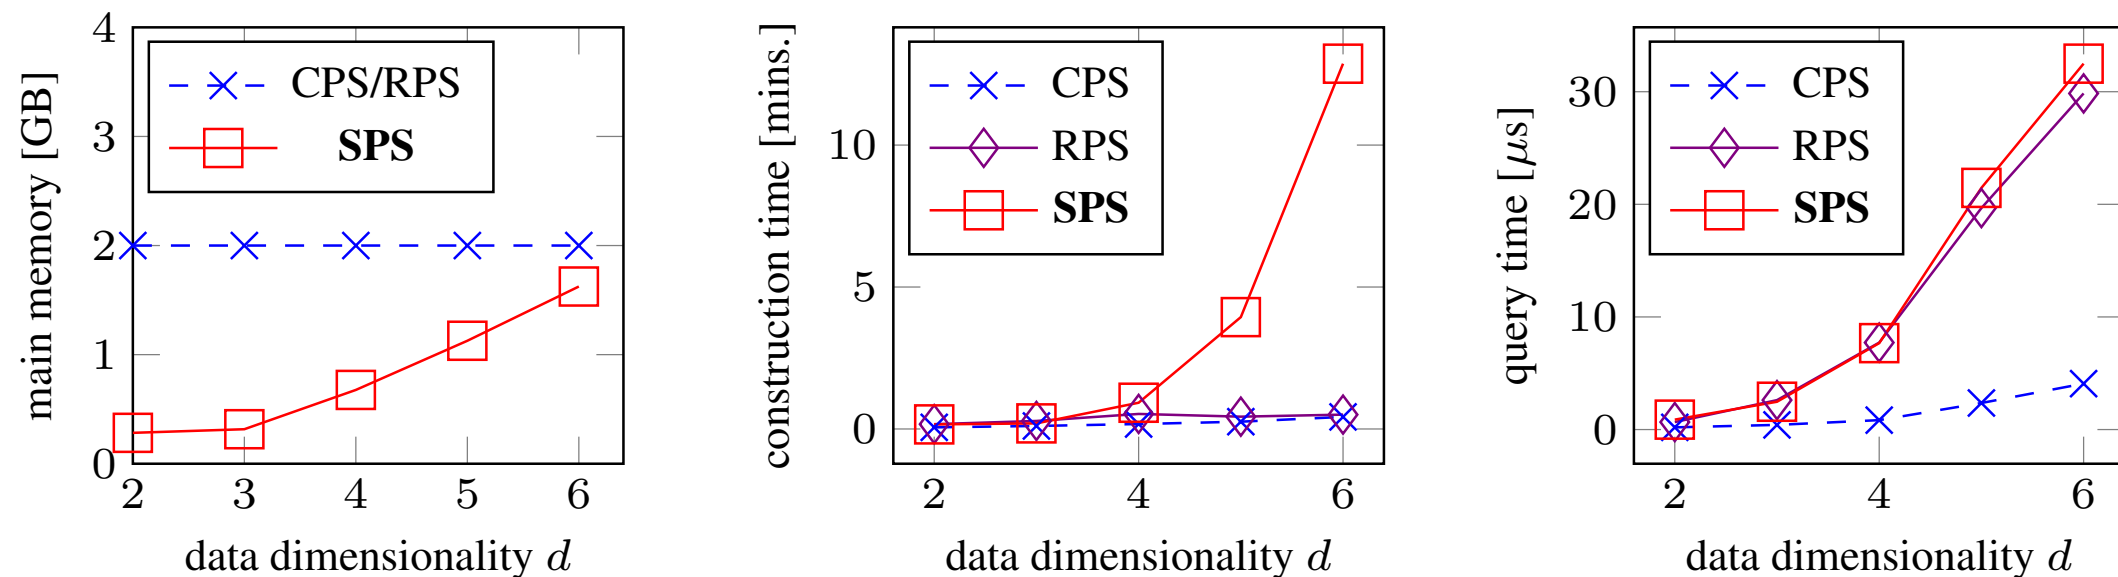 main memory [GB]
4
3
2
1
0
CPS/RPS
SPS
2 3 4 5 6
data dimensionality d
construction time [mins.]
10
5
0
CPS
RPS
SPS
2 4 6
data dimensionality d
query time [μs]
30
20
10
0
CPS
RPS
SPS
2 4 6
data dimensionality d